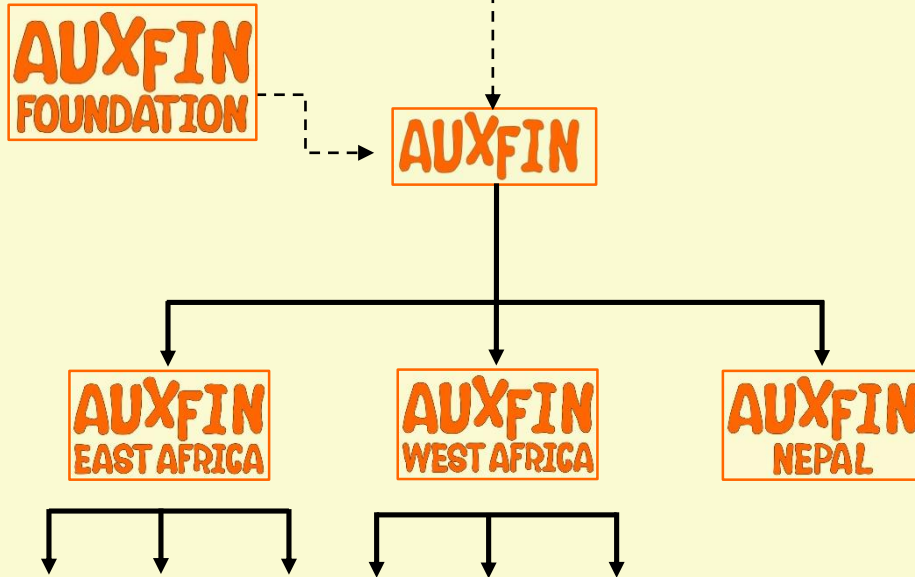 AUXFIN
FOUNDATION
AUXFIN
AUXFIN
EAST AFRICA
AUXFIN
WEST AFRICA
AUXFIN
NEPAL